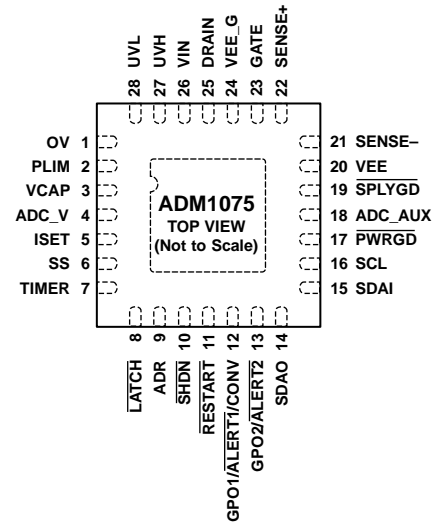 28 UVL
27 UVH
26 VIN
25 DRAIN
24 VEE_G
23 GATE
22 SENSE+
OV 1
PLIM 2
VCAP 3
ADC_V 4
ISET 5
SS 6
TIMER 7
ADM1075
TOP VIEW
(Not to Scale)
21 SENSE–
20 VEE
19 SPLYGD
18 ADC_AUX
17 PWRGD
16 SCL
15 SDAI
LATCH 8
ADR 9
SHDN 10
RESTART 11
GPO1/ALERT1/CONV 12
GPO2/ALERT2 13
SDAO 14